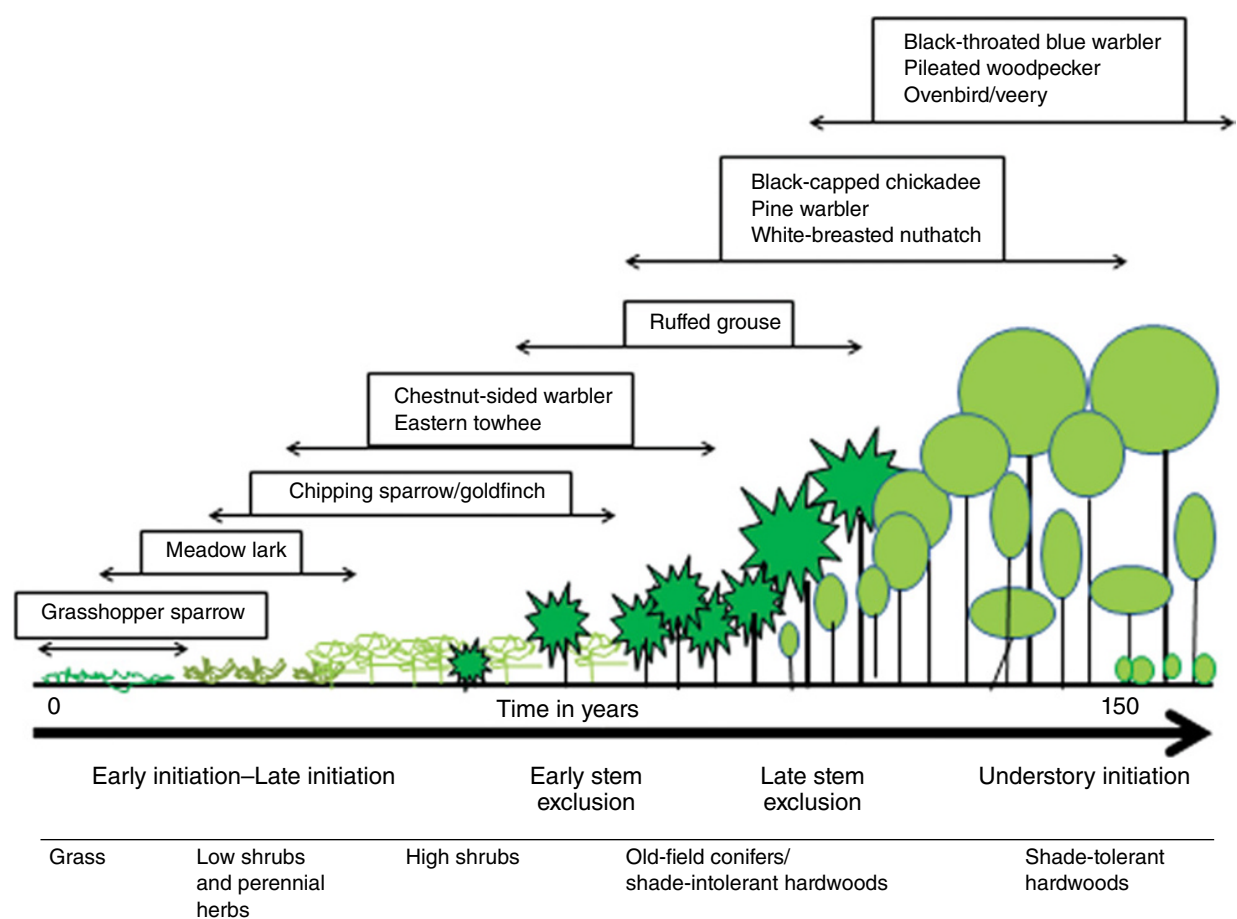 Black-throated blue warbler
Pileated woodpecker
Ovenbird/veery
Black-capped chickadee
Pine warbler
White-breasted nuthatch
Ruffed grouse
Chestnut-sided warbler
Eastern towhee
Chipping sparrow/goldfinch
Meadow lark
Grasshopper sparrow
0
Time in years
150
Early initiation–Late initiation
Early stem
exclusion
Late stem
exclusion
Understory initiation
Grass
Low shrubs
and perennial
herbs
High shrubs
Old-field conifers/
shade-intolerant hardwoods
Shade-tolerant
hardwoods